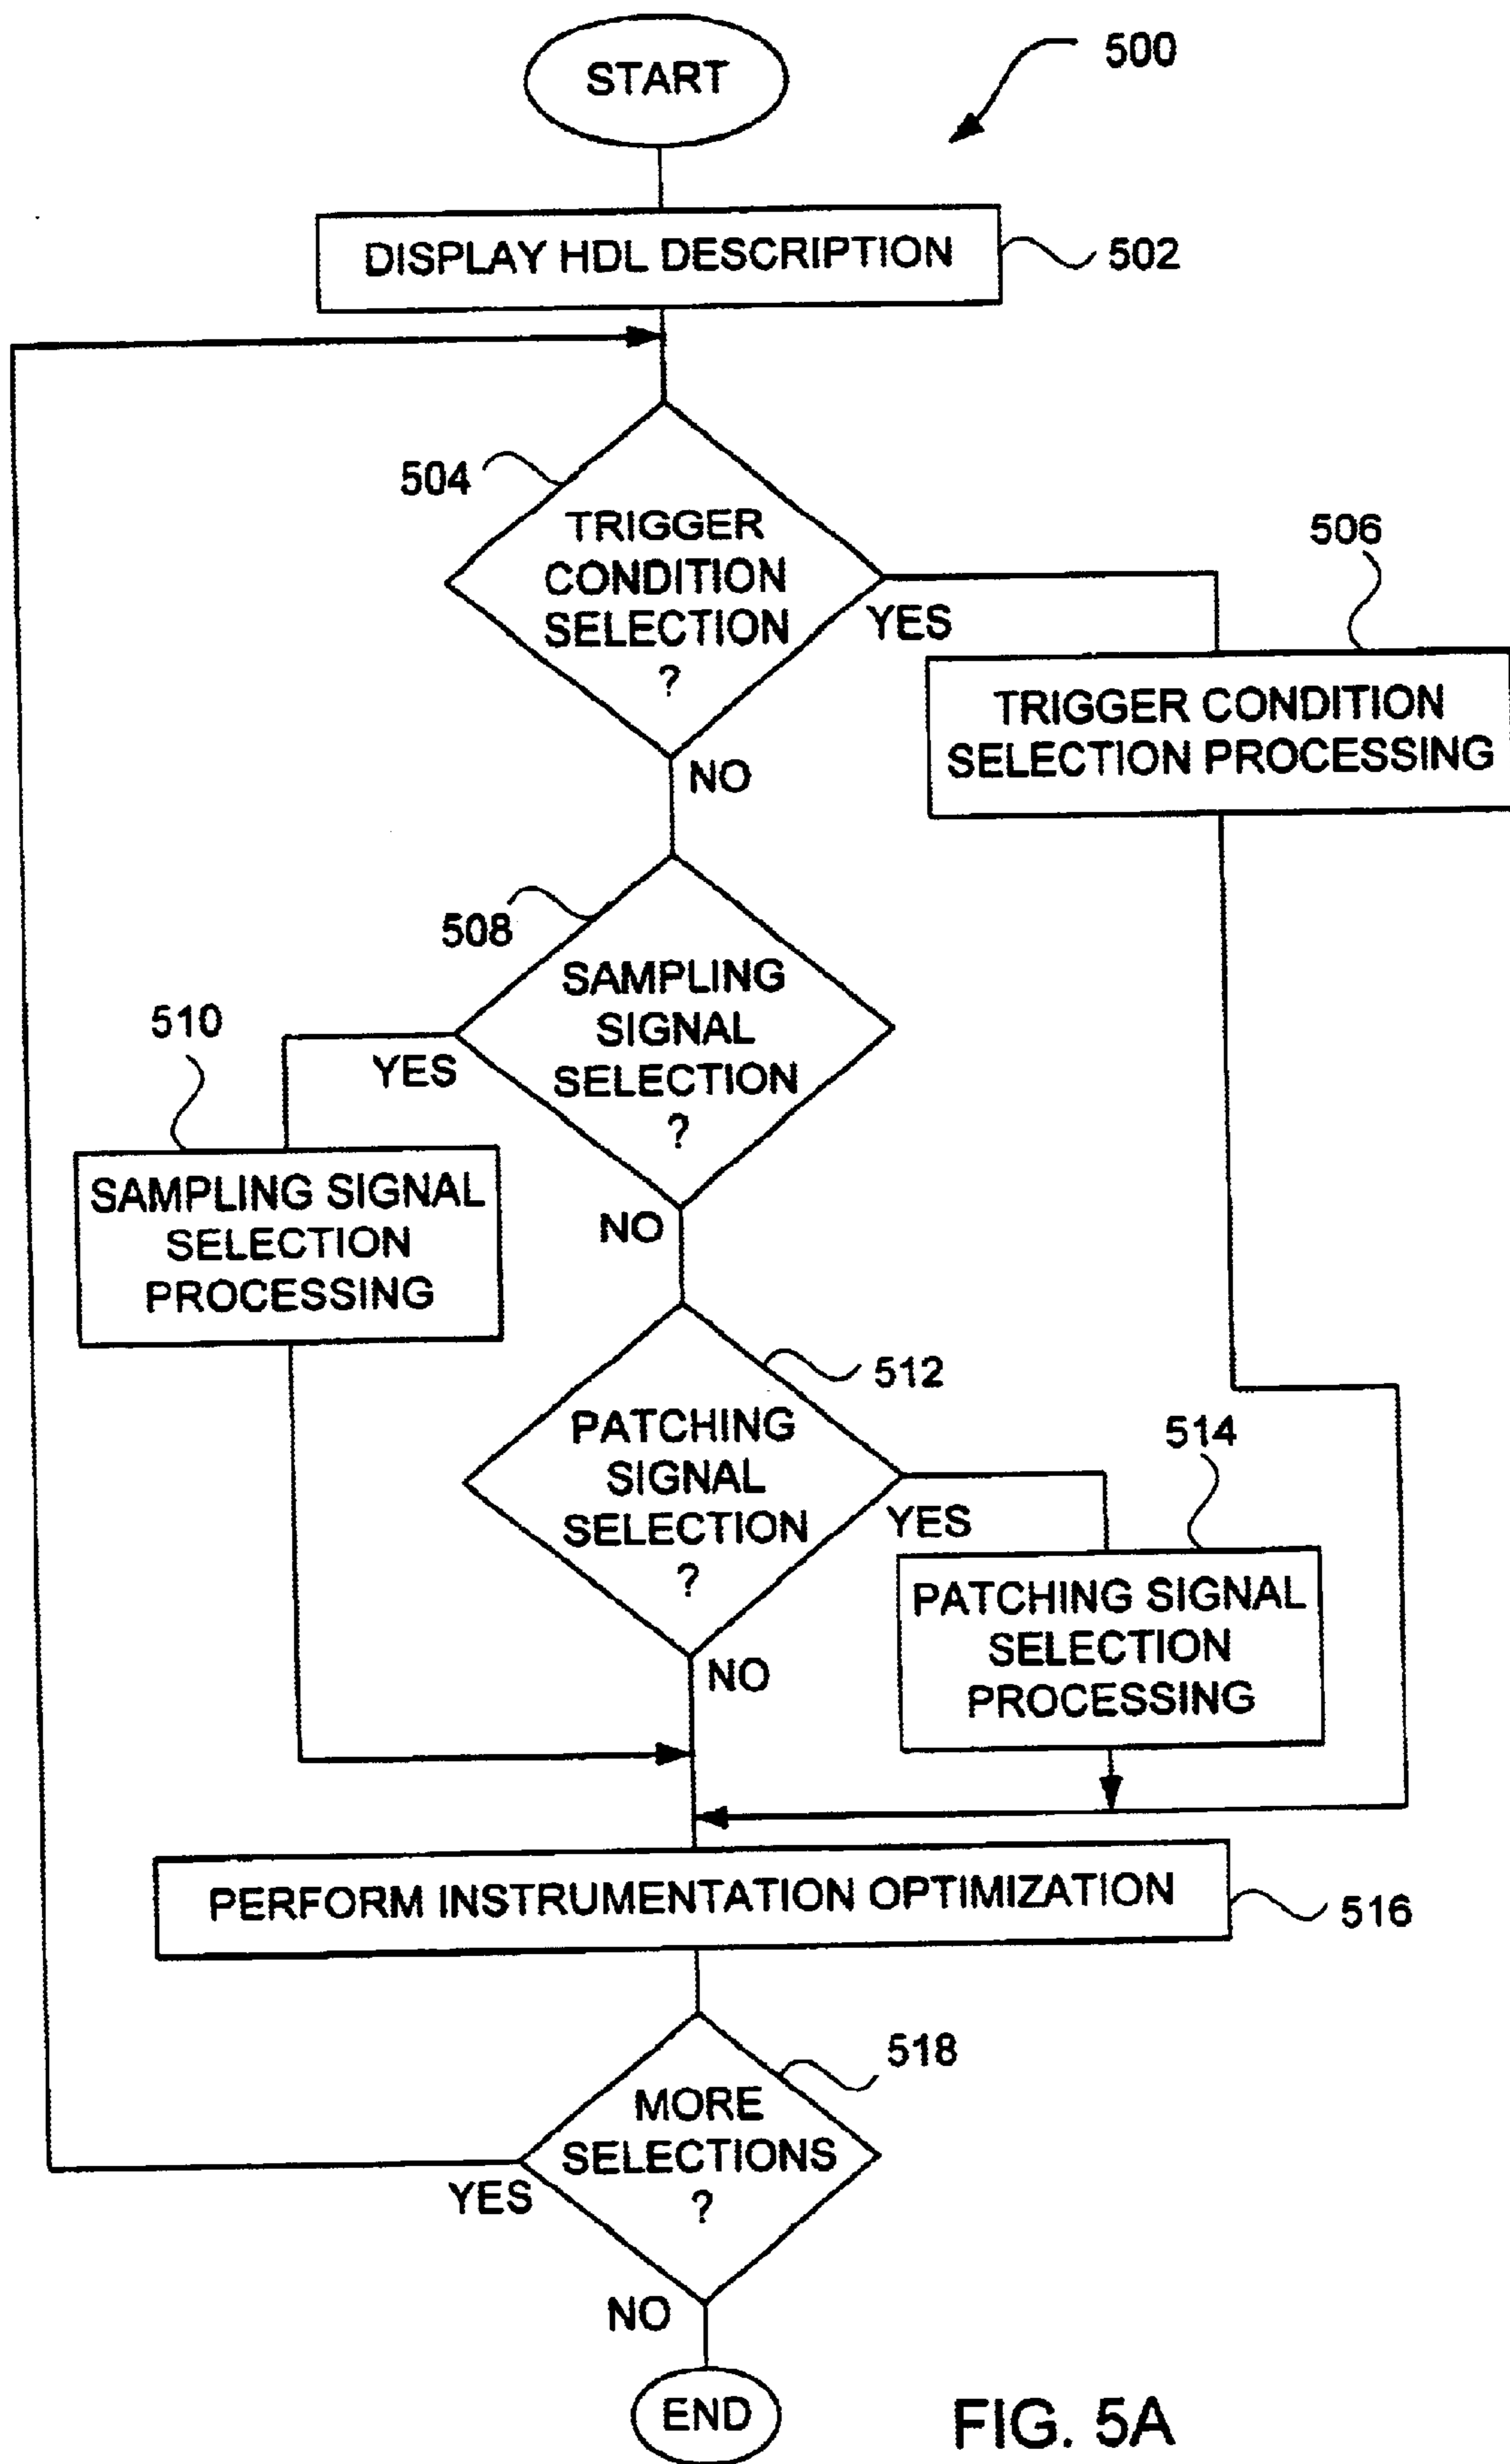 START
500
DISPLAY HDL DESCRIPTION
502
504
TRIGGER
CONDITION
SELECTION
?
YES
NO
506
TRIGGER CONDITION
SELECTION PROCESSING
508
SAMPLING
SIGNAL
SELECTION
?
YES
NO
510
SAMPLING SIGNAL
SELECTION
PROCESSING
512
PATCHING
SIGNAL
SELECTION
?
YES
NO
514
PATCHING SIGNAL
SELECTION
PROCESSING
PERFORM INSTRUMENTATION OPTIMIZATION
516
518
MORE
SELECTIONS
?
YES
NO
END
FIG. 5A